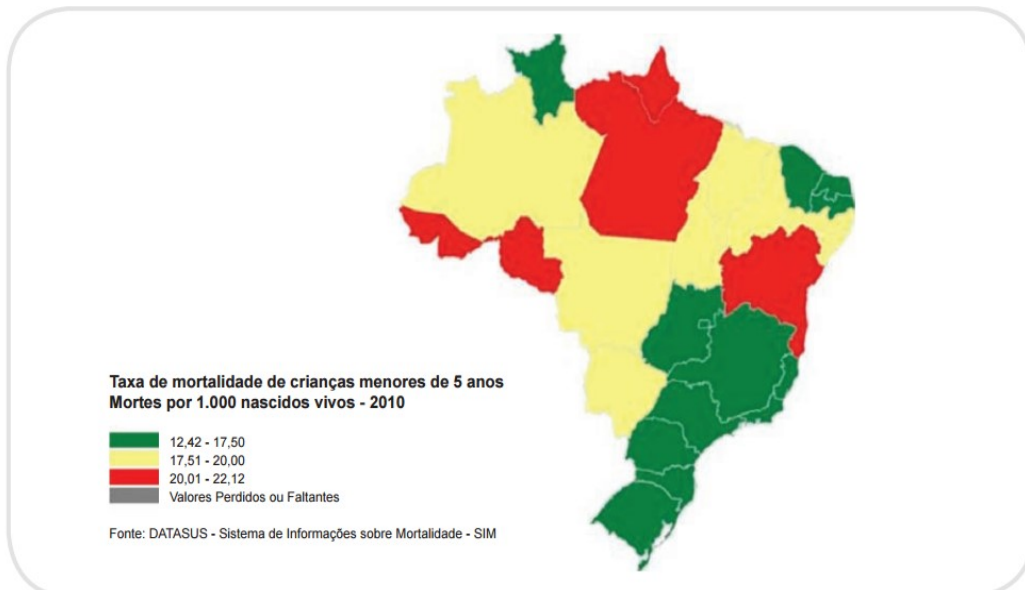 Taxa de mortalidade de crianças menores de 5 anos
Mortes por 1.000 nascidos vivos - 2010
12,42 - 17,50
17,51 - 20,00
20,01 - 22,12
Valores Perdidos ou Faltantes
Fonte: DATASUS - Sistema de Informações sobre Mortalidade - SIM